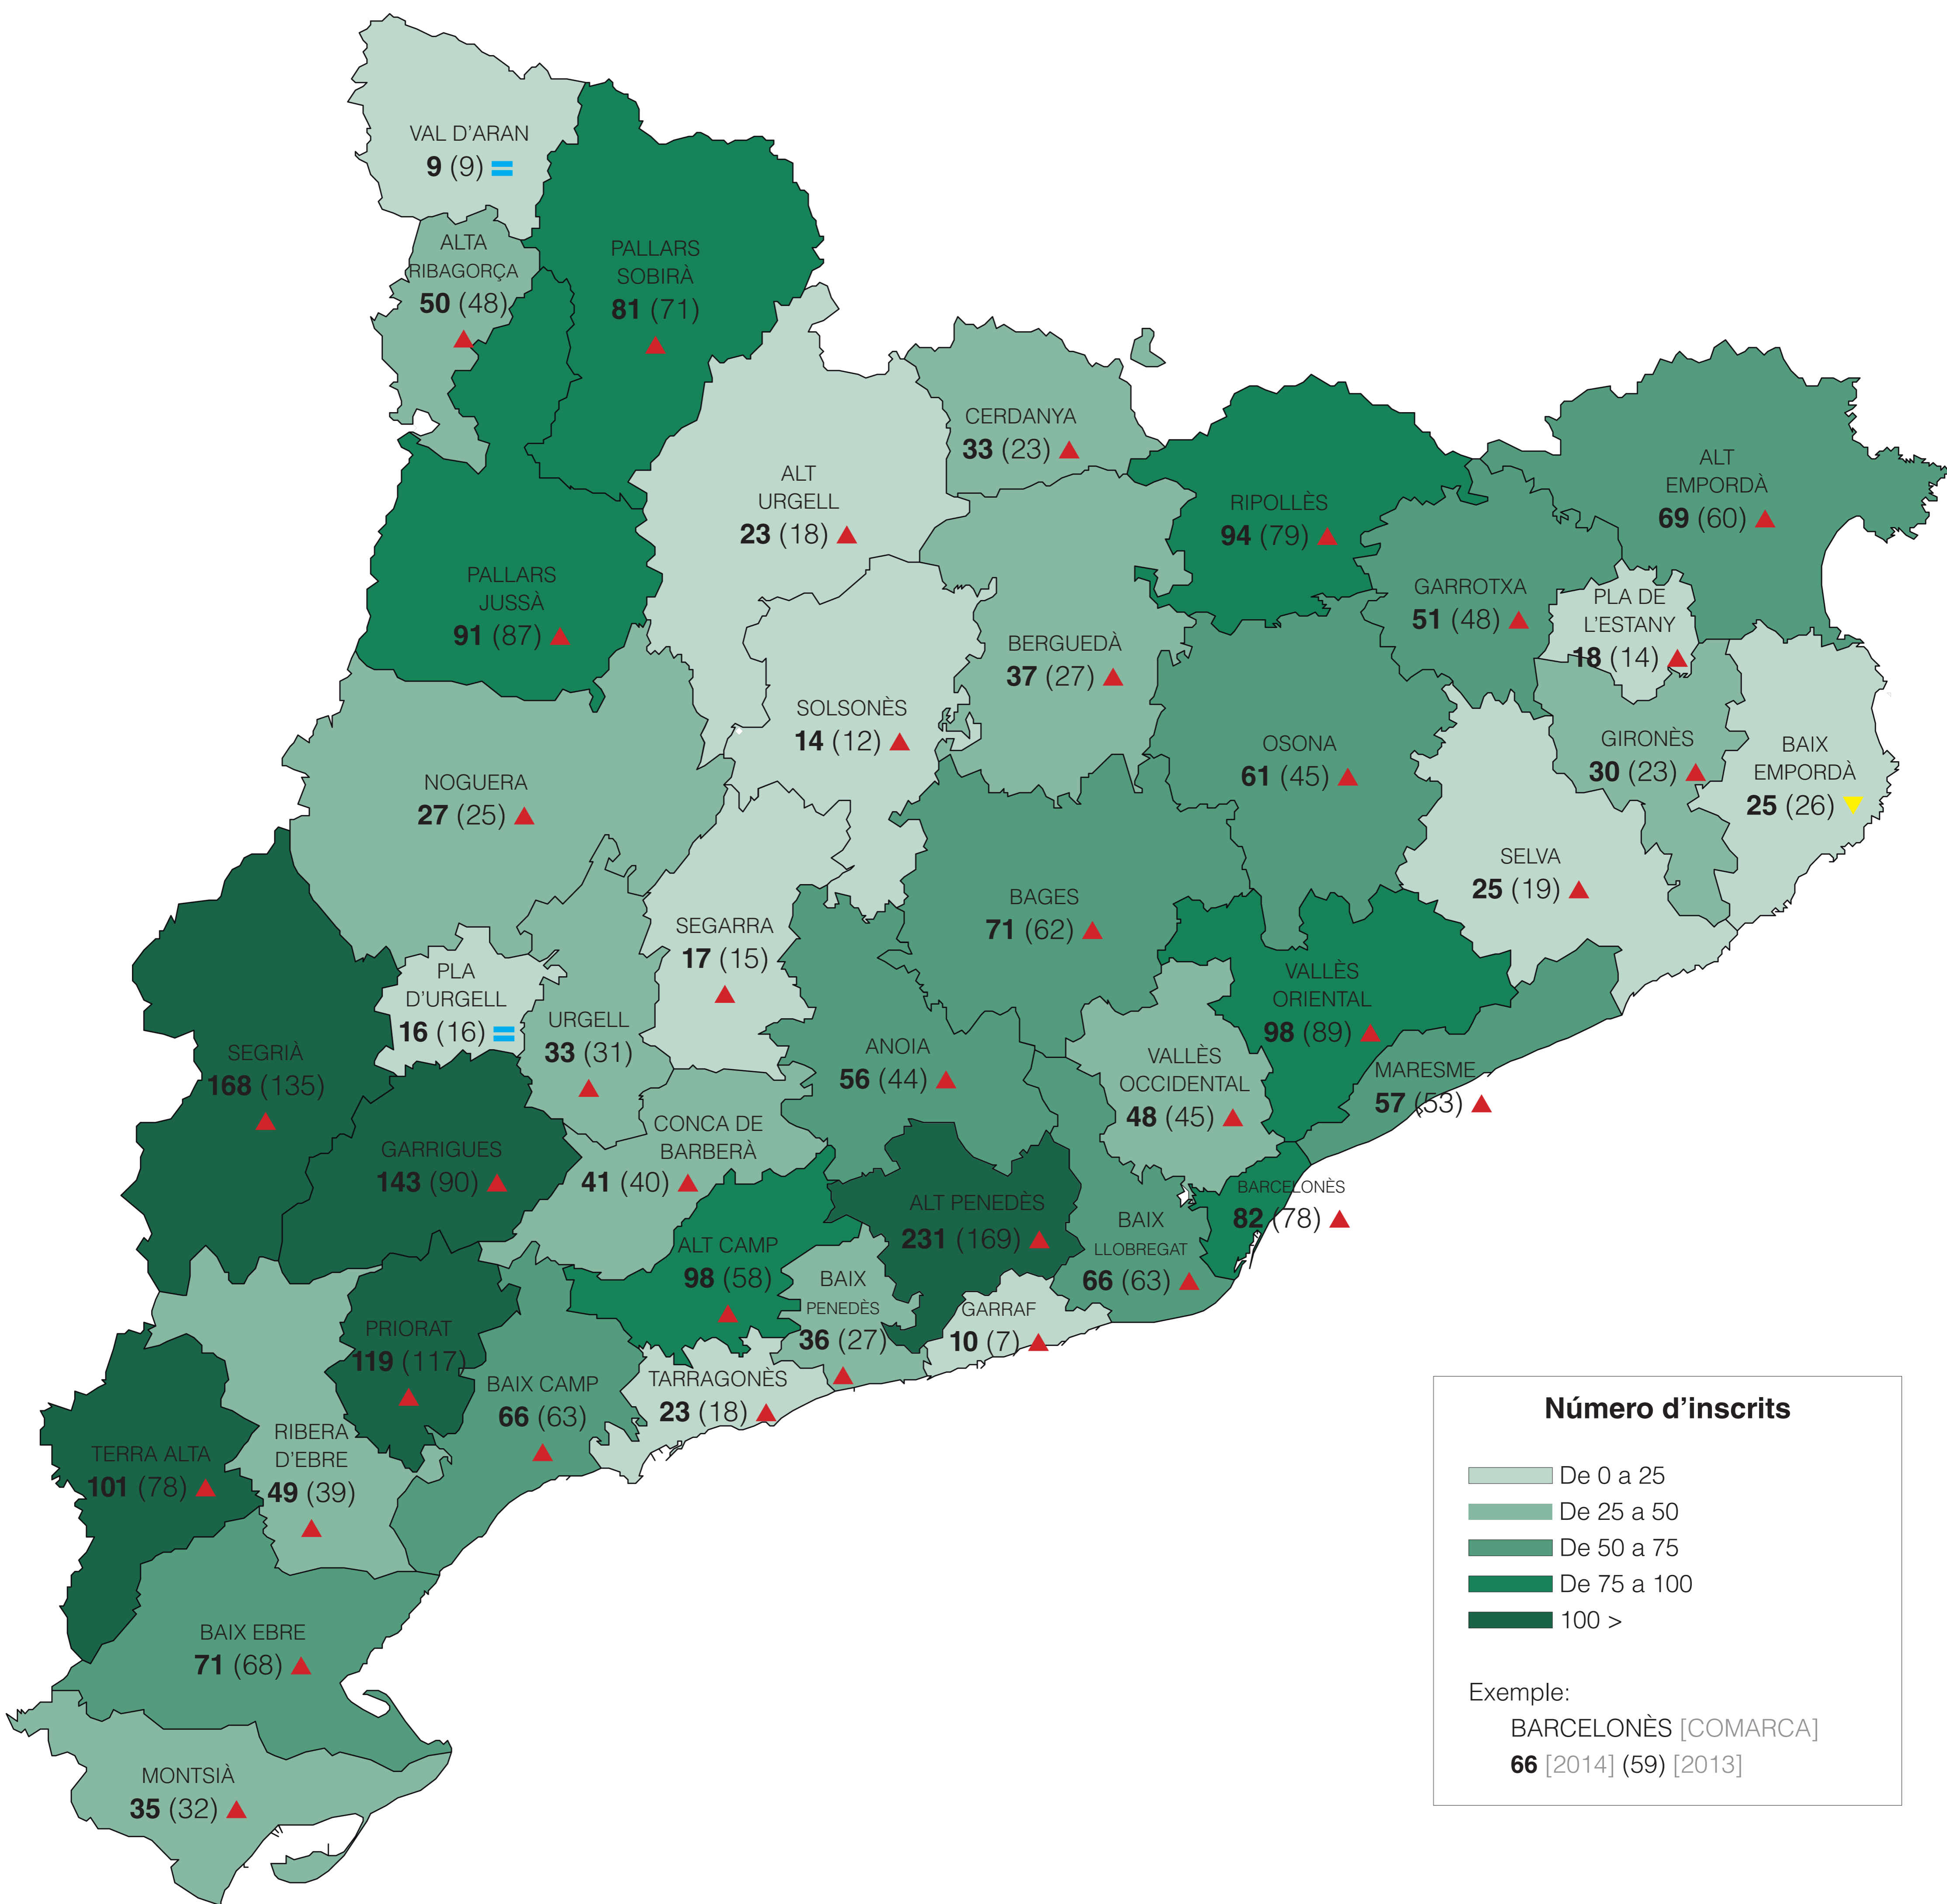 VAL D'ARAN
9 (9)
ALTA
RIBAGORÇA
50 (48)
PALLARS
SOBIRÀ
81 (71)
CERDANYA
33 (23)
ALT
URGELL
23 (18)
RIPOLLÈS
94 (79)
ALT
EMPORDÀ
69 (60)
PALLARS
JUSSÀ
91 (87)
GARROTXA
51 (48)
PLA DE
L'ESTANY
18 (14)
BERGUEDÀ
37 (27)
SOLSONÈS
14 (12)
OSONA
61 (45)
GIRONÈS
30 (23)
BAIX
EMPORDÀ
25 (26)
NOGUERA
27 (25)
SELVA
25 (19)
BAGES
71 (62)
SEGARRA
17 (15)
PLA
D'URGELL
16 (16)
VALLÈS
ORIENTAL
98 (89)
URGELL
33 (31)
SEGRIÀ
168 (135)
ANOIA
56 (44)
VALLÈS
OCCIDENTAL
48 (45)
MARESME
57 (53)
GARRIGUES
143 (90)
CONCA DE
BARBERÀ
41 (40)
ALT PENEDÈS
231 (169)
BARCELONÈS
82 (78)
BAIX
LLOBREGAT
66 (63)
ALT CAMP
98 (58)
BAIX
PENEDÈS
36 (27)
GARRAF
10 (7)
PRIORAT
119 (117)
BAIX CAMP
66 (63)
TARRAGONÈS
23 (18)
TERRA ALTA
101 (78)
RIBERA
D'EBRE
49 (39)
BAIX EBRE
71 (68)
MONTSIÀ
35 (32)
Número d'inscrits
De 0 a 25
De 25 a 50
De 50 a 75
De 75 a 100
100 >
Exemple:
BARCELONÈS [COMARCA]
66 [2014] (59) [2013]